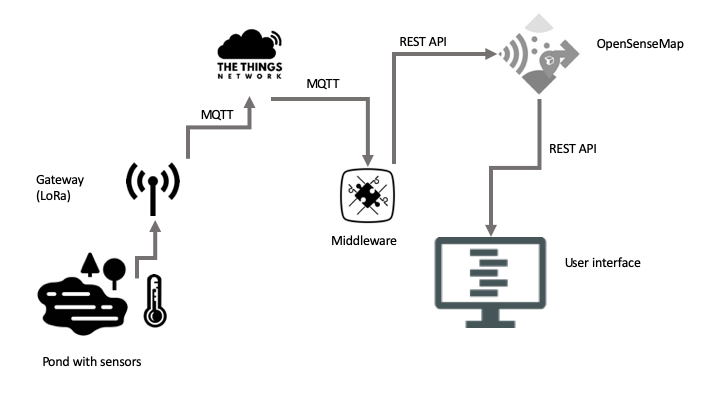 REST API
OpenSenseMap
THE THINGS
NETWORK
MQTT
MQTT
REST API
Gateway
(LoRa)
Middleware
User interface
Pond with sensors